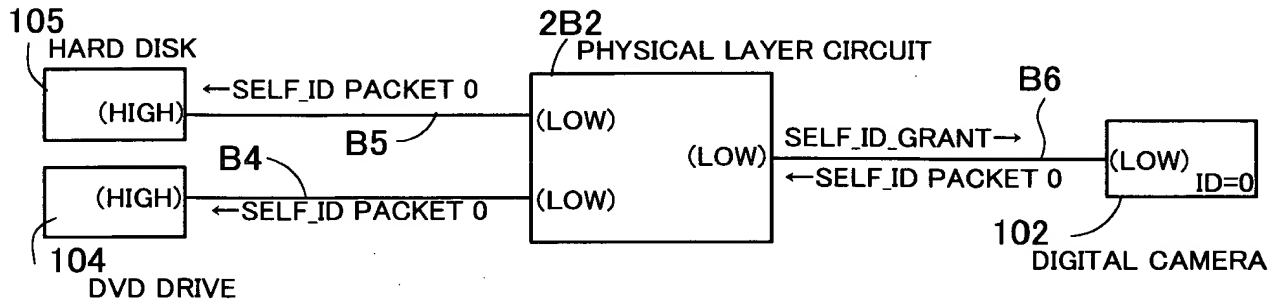 105
HARD DISK
(HIGH)
←SELF_ID PACKET 0
B5
2B2
PHYSICAL LAYER CIRCUIT
(LOW)
(LOW)
(LOW)
B6
SELF_ID_GRANT→
←SELF_ID PACKET 0
(LOW)
ID=0
102
DIGITAL CAMERA
B4
(HIGH)
←SELF_ID PACKET 0
104
DVD DRIVE